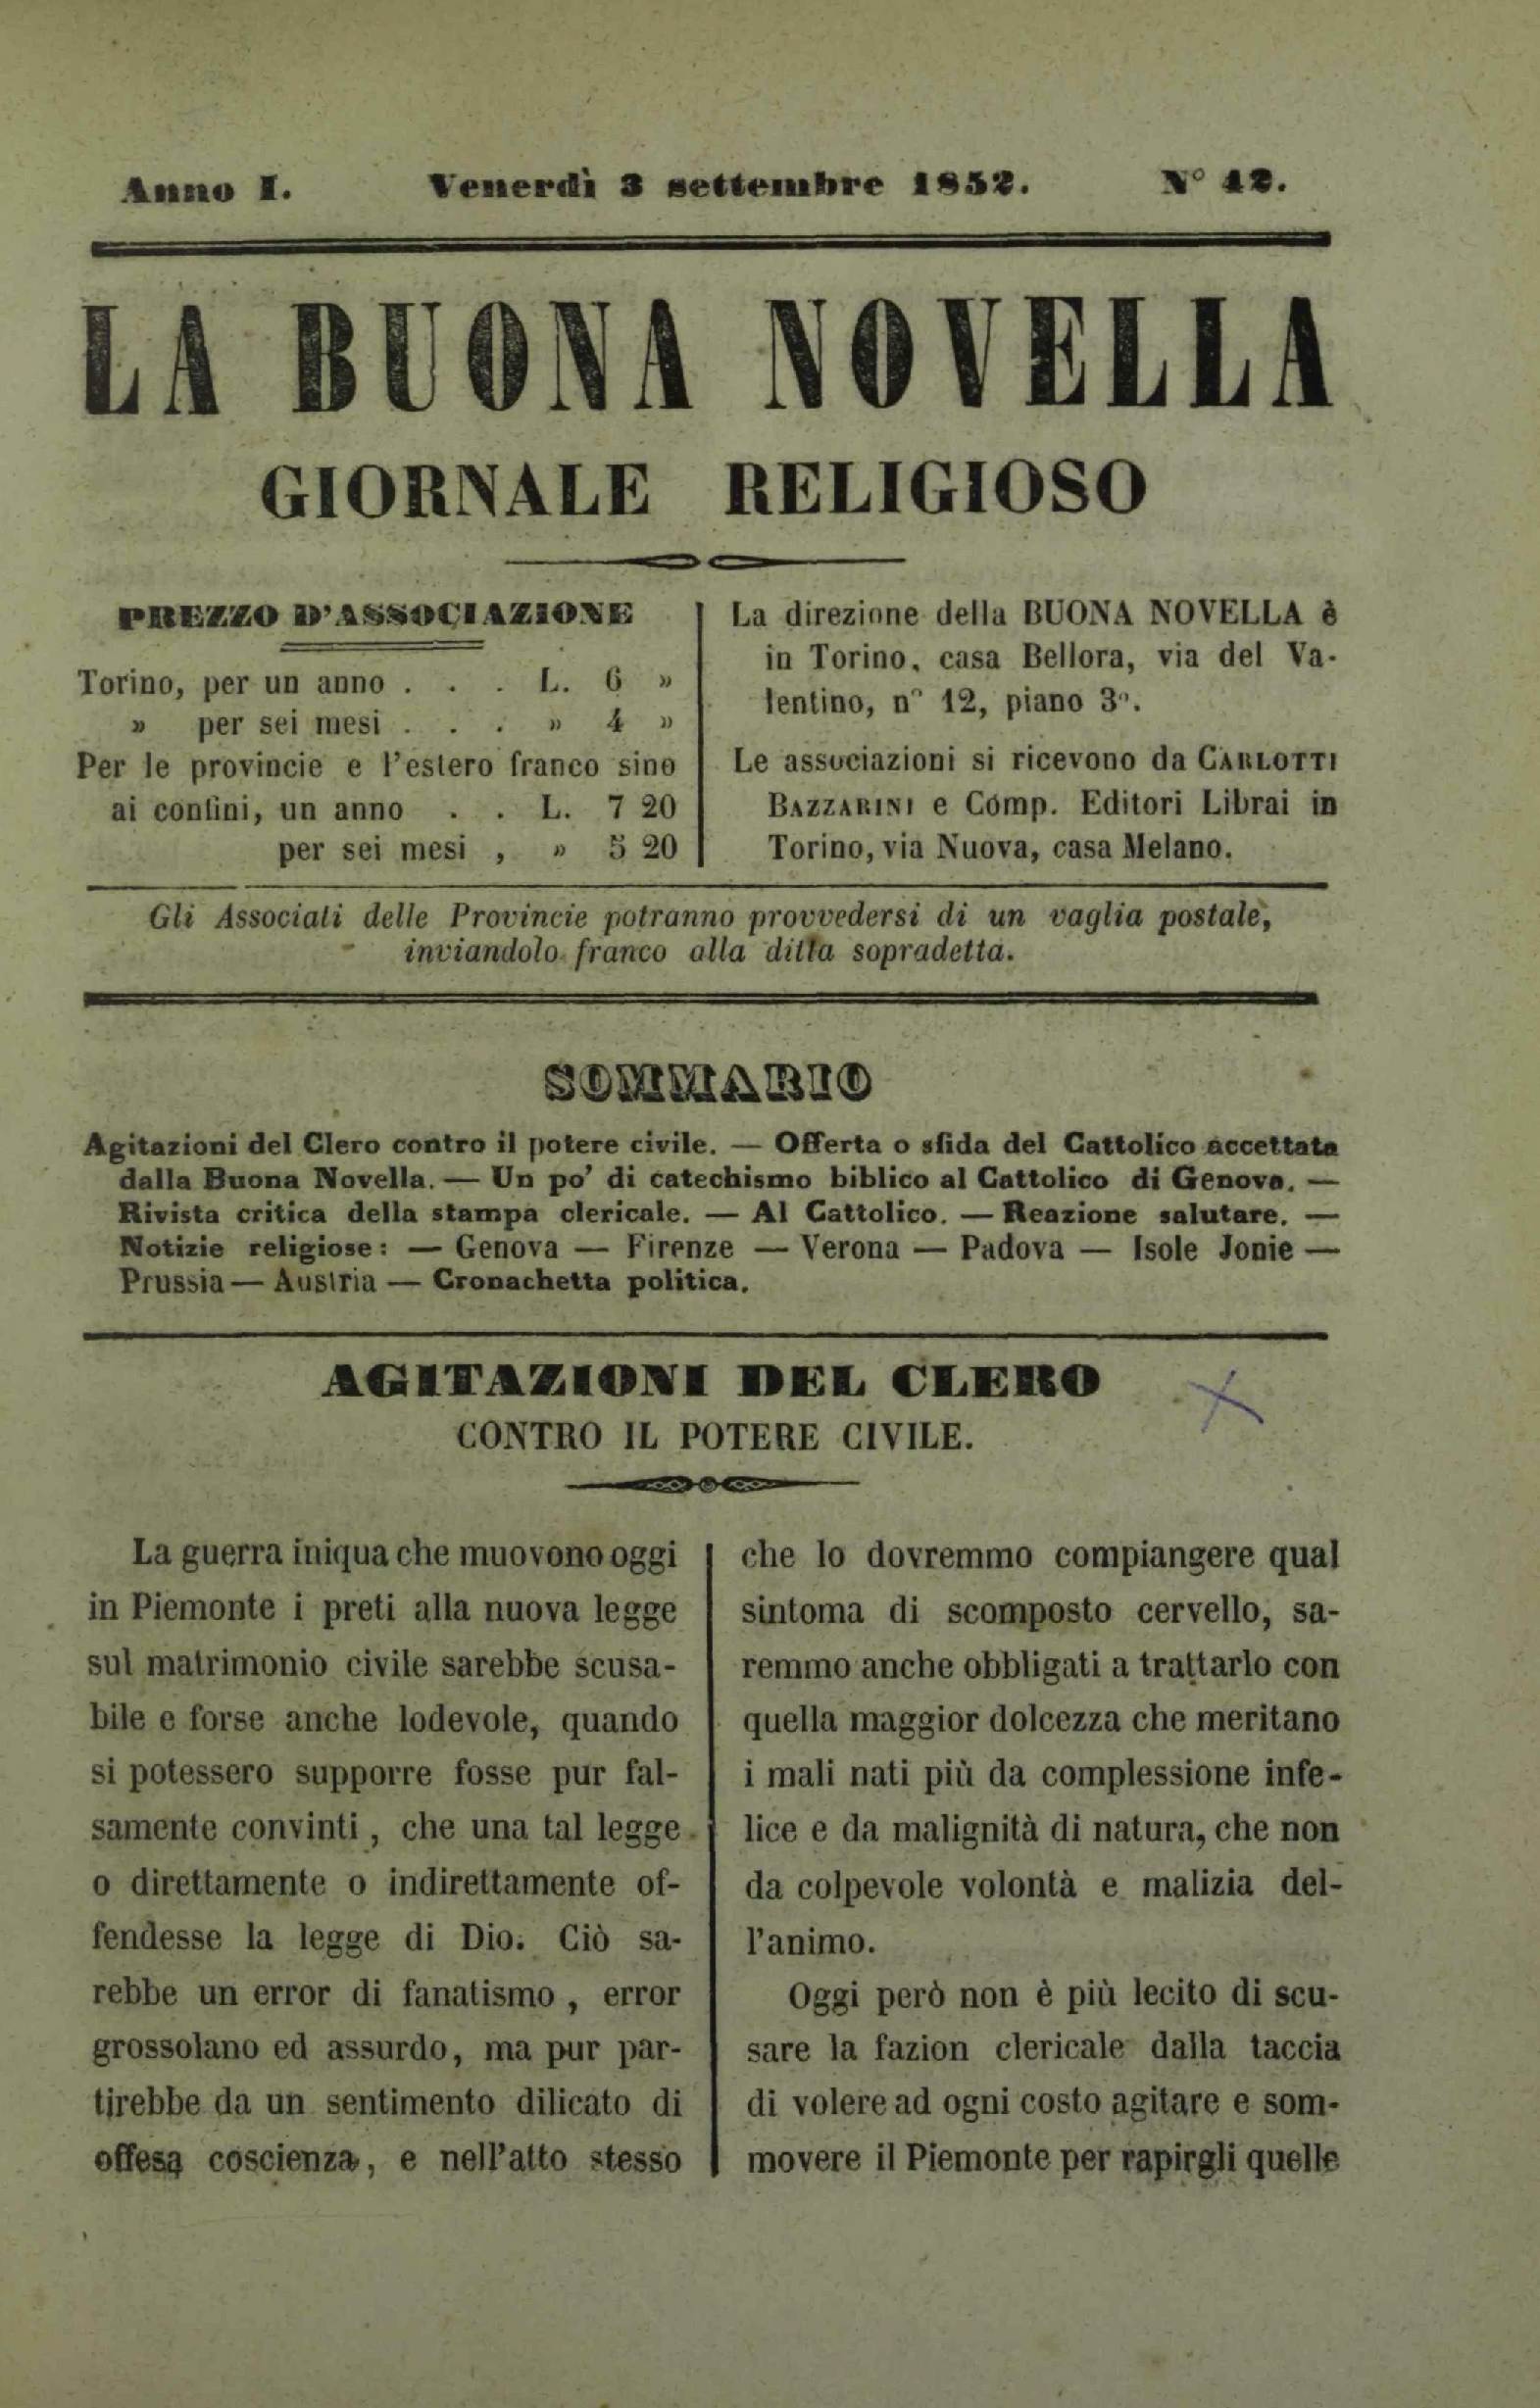 Anno I. Venerdì 3 settembre 1852. N° 42.
LA BUONA NOVELLA
GIORNALE RELIGIOSO
PREZZO D'ASSOCIAZIONE
Torino, per un anno . . . L. 6 »
» per sei mesi . . . » 4 »
Per le provincie e l'estero franco sino
ai confini, un anno . . L. 7 20
per sei mesi , » 5 20
La direzione della BUONA NOVELLA è
in Torino, casa Bellora, via del Va-
lentino, n° 12, piano 3°.
Le associazioni si ricevono da CARLOTTI
BAZZARINI e Comp. Editori Librai in
Torino, via Nuova, casa Melano.
Gli Associati delle Provincie potranno provvedersi di un vaglia postale,
inviandolo franco alla ditta sopradetta.
SOMMARIO
Agitazioni del Clero contro il potere civile. — Offerta o sfida del Cattolico accettata
dalla Buona Novella. — Un po' di catechismo biblico al Cattolico di Genova. —
Rivista critica della stampa clericale. — Al Cattolico. — Reazione salutare. —
Notizie religiose: — Genova — Firenze — Verona — Padova — Isole Jonie —
Prussia — Austria — Cronachetta politica.
AGITAZIONI DEL CLERO
CONTRO IL POTERE CIVILE.
La guerra iniqua che muovono oggi
in Piemonte i preti alla nuova legge
sul matrimonio civile sarebbe scusa-
bile e forse anche lodevole, quando
si potessero supporre fosse pur fal-
samente convinti, che una tal legge
o direttamente o indirettamente of-
fendesse la legge di Dio. Ciò sa-
rebbe un error di fanatismo, error
grossolano ed assurdo, ma pur par-
tirebbe da un sentimento dilicato di
offesa coscienza, e nell'atto stesso
che lo dovremmo compiangere qual
sintoma di scomposto cervello, sa-
remmo anche obbligati a trattarlo con
quella maggior dolcezza che meritano
i mali nati più da complessione infe-
lice e da malignità di natura, che non
da colpevole volontà e malizia del-
l'animo.
Oggi però non è più lecito di scu-
sare la fazion clericale dalla taccia
di volere ad ogni costo agitare e som-
movere il Piemonte per rapirgli quelle